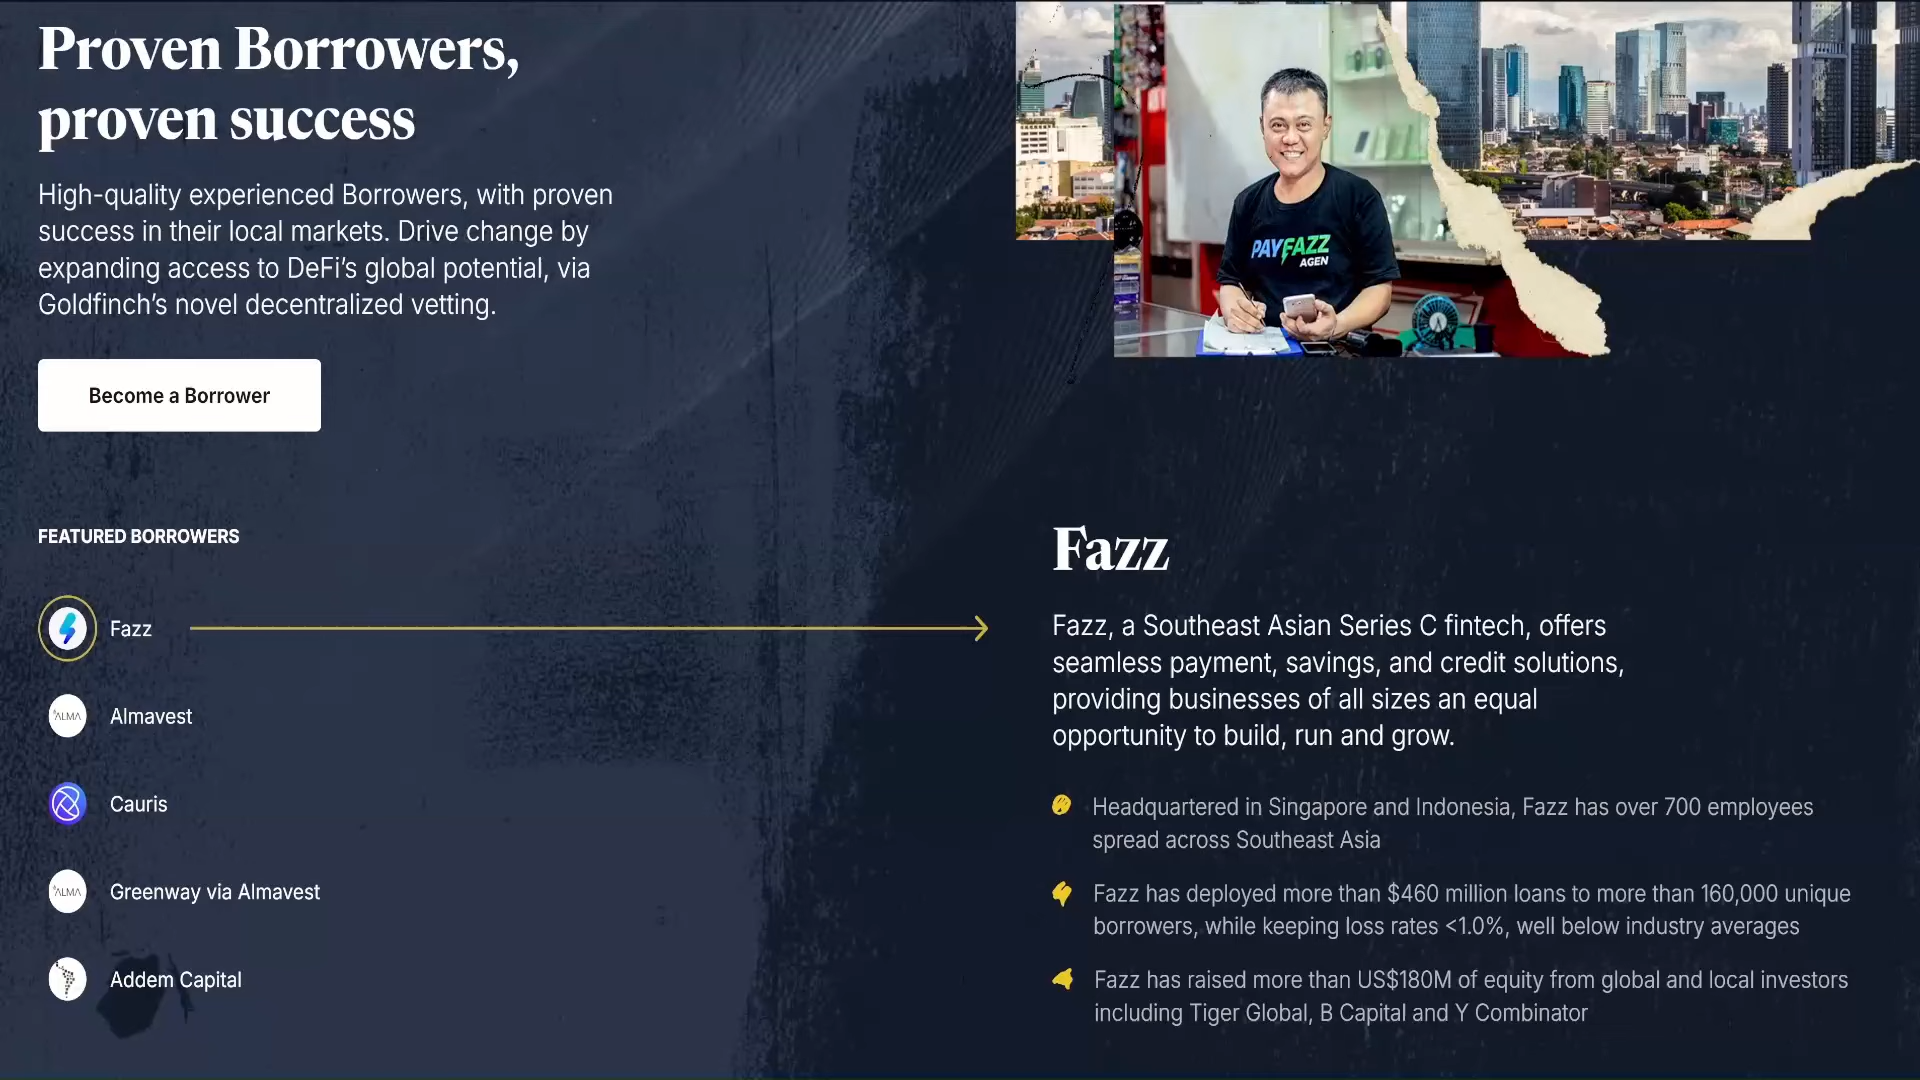 Proven Borrowers,
proven success
High-quality experienced Borrowers, with proven
success in their local markets. Drive change by
expanding access to DeFi’s global potential, via
Goldfinch’s novel decentralized vetting.
Become a Borrower
PAYFAZZ
AGEN
FEATURED BORROWERS
Fazz
ALMA
Almavest
Cauris
ALMA
Greenway via Almavest
Addem Capital
Fazz
Fazz, a Southeast Asian Series C fintech, offers
seamless payment, savings, and credit solutions,
providing businesses of all sizes an equal
opportunity to build, run and grow.
Headquartered in Singapore and Indonesia, Fazz has over 700 employees
spread across Southeast Asia
Fazz has deployed more than $460 million loans to more than 160,000 unique
borrowers, while keeping loss rates <1.0%, well below industry averages
Fazz has raised more than US$180M of equity from global and local investors
including Tiger Global, B Capital and Y Combinator